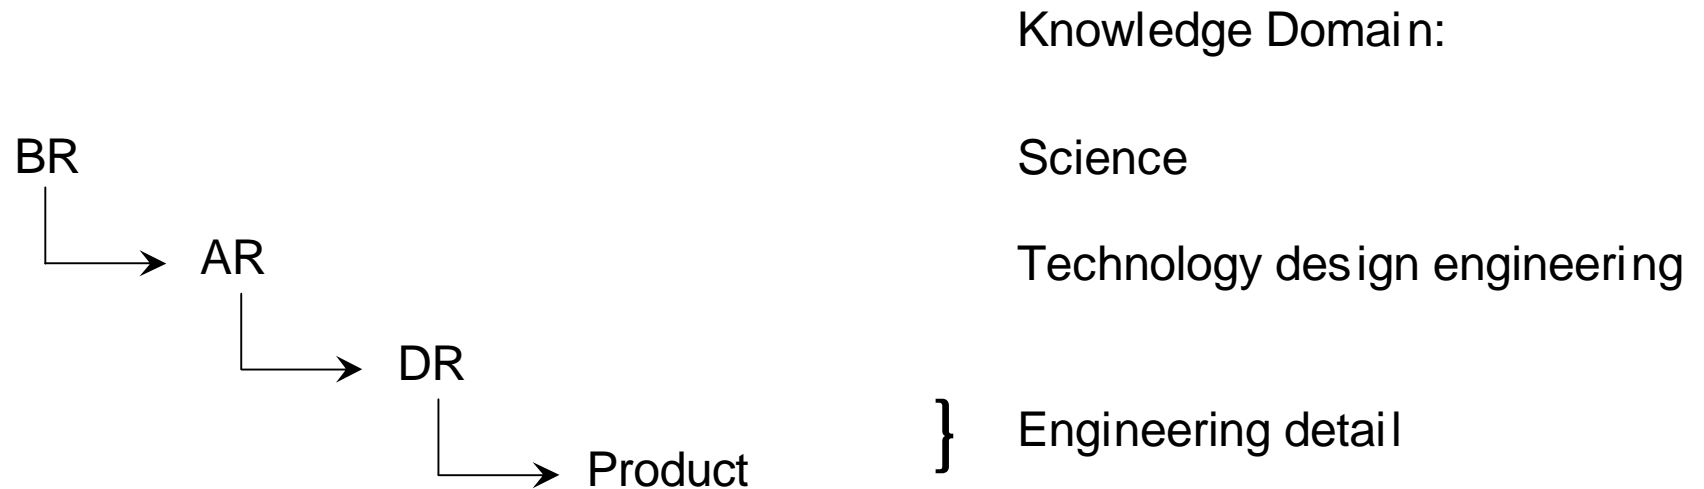 Knowledge Domain:
BR
Science
AR
Technology design engineering
DR
} Engineering detail
Product